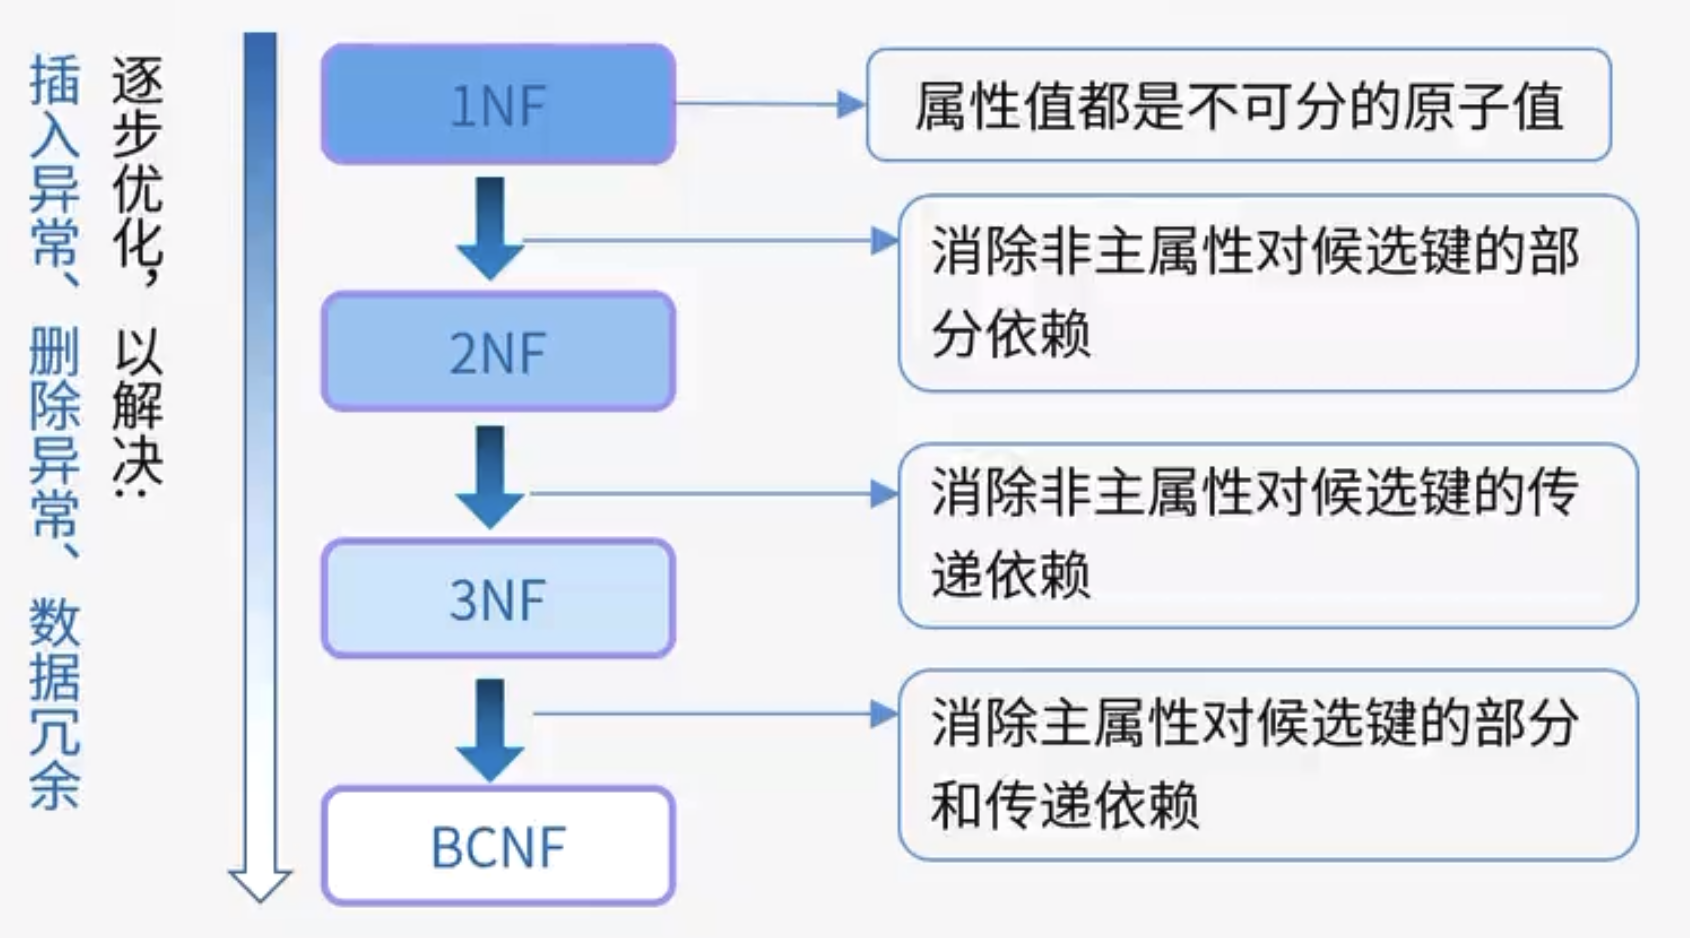 逐步优化，以解决：
插入异常、删除异常、数据冗余
1NF
属性值都是不可分的原子值
消除非主属性对候选键的部
分依赖
2NF
消除非主属性对候选键的传
递依赖
3NF
消除主属性对候选键的部分
和传递依赖
BCNF